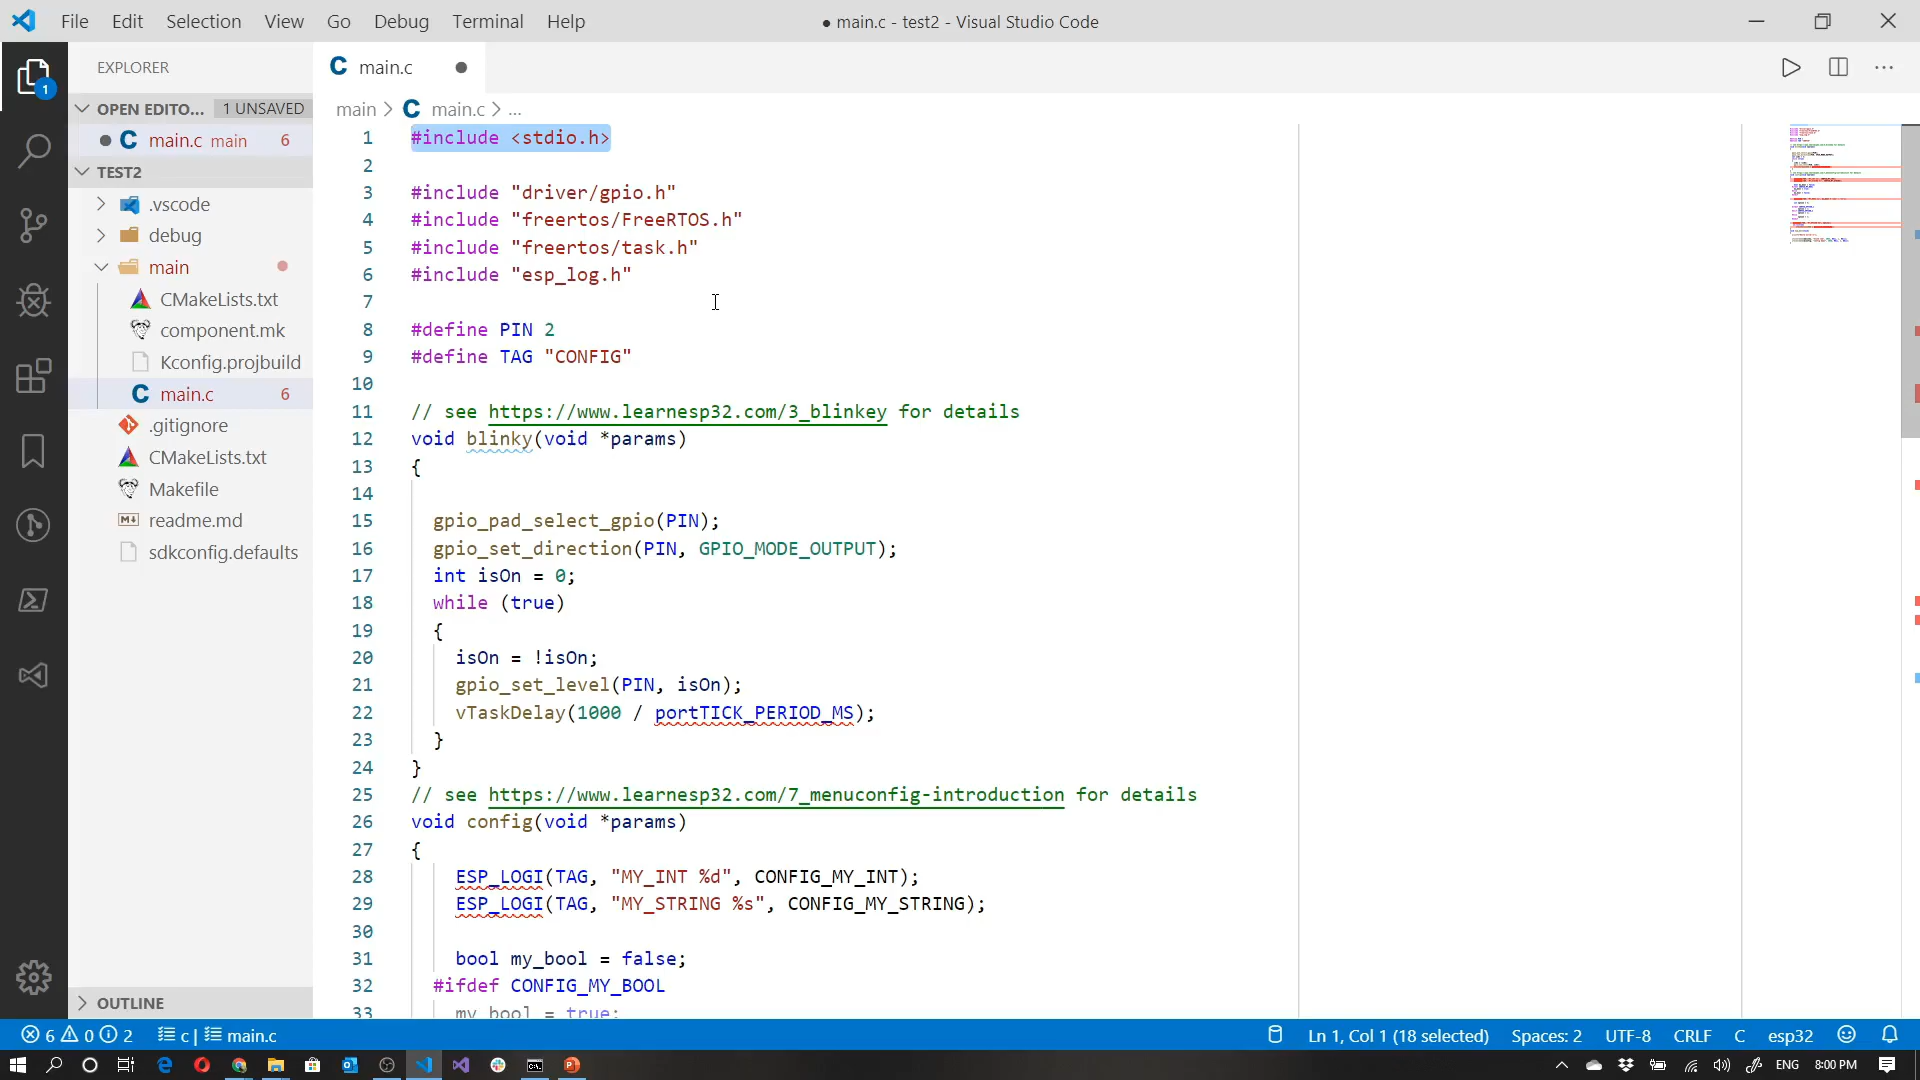 File Edit Selection View Go Debug Terminal Help
● main.c - test2 - Visual Studio Code
EXPLORER
OPEN EDITO... 1 UNSAVED
main.c main 6
TEST2
.vscode
debug
main
CMakeLists.txt
component.mk
Kconfig.projbuild
main.c 6
.gitignore
CMakeLists.txt
Makefile
readme.md
sdkconfig.defaults
OUTLINE
main.c
main > C main.c > ...
1 #include <stdio.h>
2
3 #include "driver/gpio.h"
4 #include "freertos/FreeRTOS.h"
5 #include "freertos/task.h"
6 #include "esp_log.h"
7
8 #define PIN 2
9 #define TAG "CONFIG"
10
11 // see https://www.learnesp32.com/3_blinkey for details
12 void blinky(void *params)
13 {
14
15 gpio_pad_select_gpio(PIN);
16 gpio_set_direction(PIN, GPIO_MODE_OUTPUT);
17 int isOn = 0;
18 while (true)
19 {
20 isOn = !isOn;
21 gpio_set_level(PIN, isOn);
22 vTaskDelay(1000 / portTICK_PERIOD_MS);
23 }
24 }
25 // see https://www.learnesp32.com/7_menuconfig-introduction for details
26 void config(void *params)
27 {
28 ESP_LOGI(TAG, "MY_INT %d", CONFIG_MY_INT);
29 ESP_LOGI(TAG, "MY_STRING %s", CONFIG_MY_STRING);
30
31 bool my_bool = false;
32 #ifdef CONFIG_MY_BOOL
33 my_bool = true;
6 0 2 c | main.c
Ln 1, Col 1 (18 selected) Spaces: 2 UTF-8 CRLF C esp32
ENG 8:00 PM